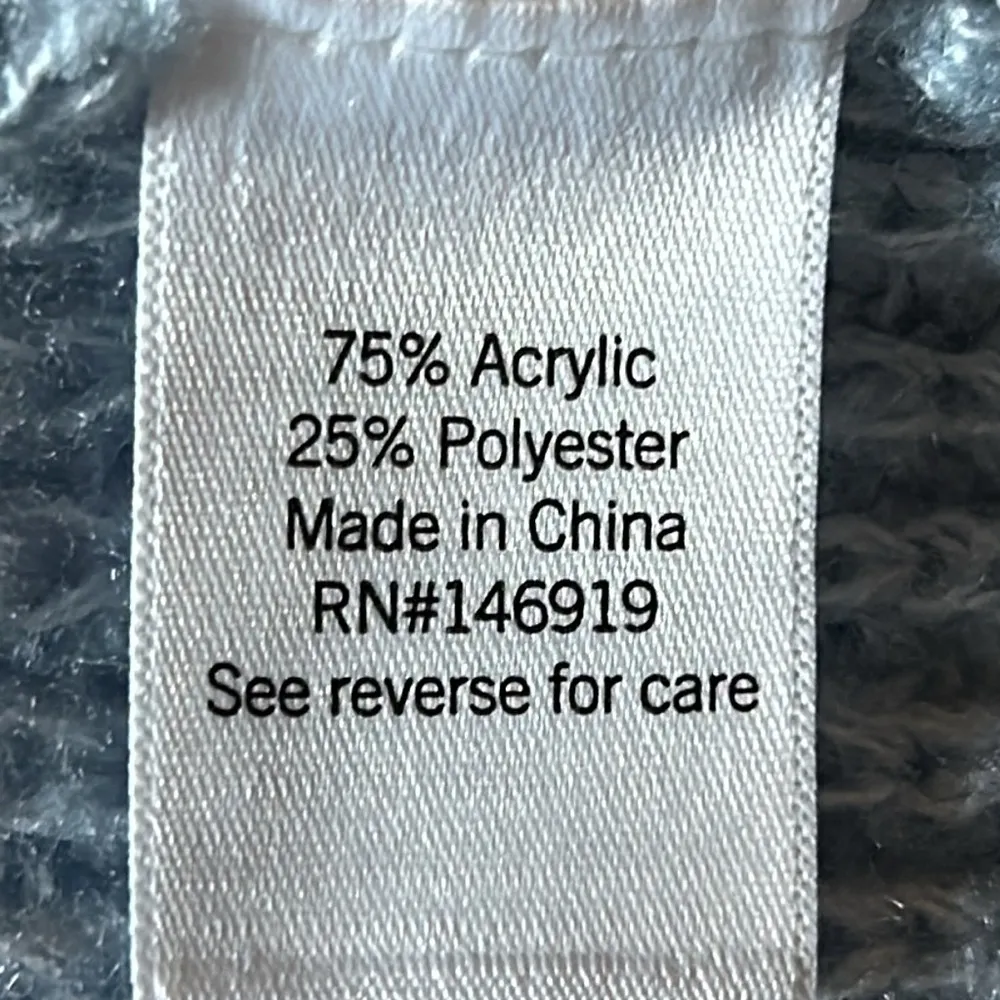 75% Acrylic
25% Polyester
Made in China
RN#146919
See reverse for care